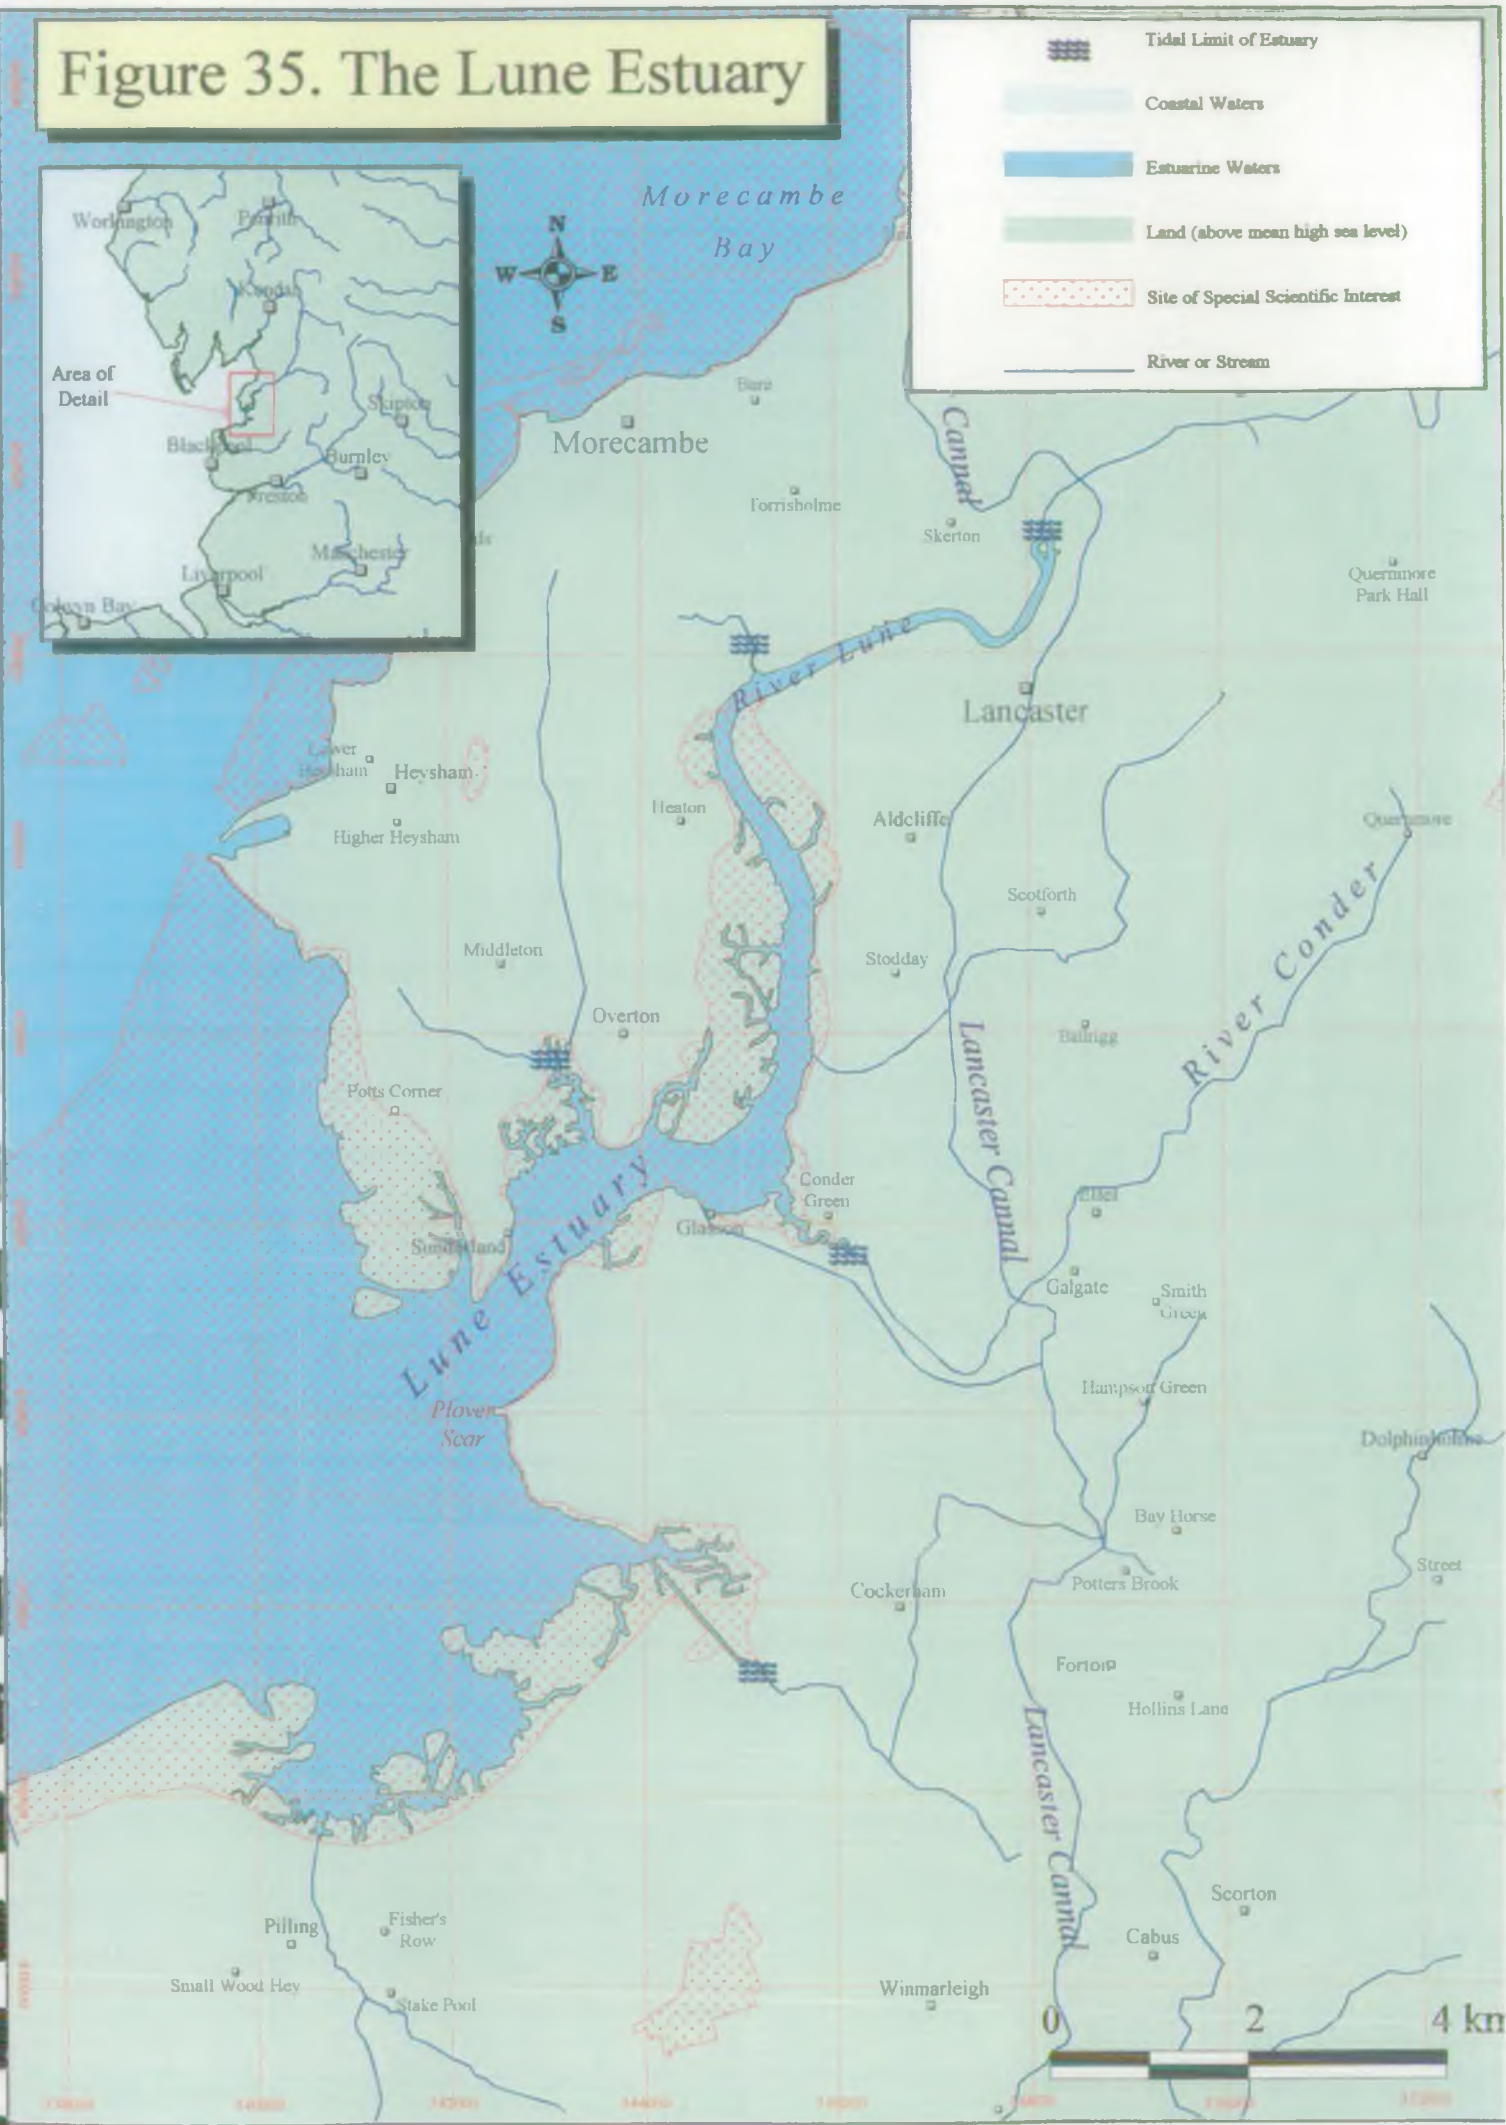 Figure 35. The Lune Estuary
Tidal Limit of Estuary
Coastal Waters
Estuarine Waters
Land (above mean high sea level)
Site of Special Scientific Interest
River or Stream
Workington
Penrith
Kendal
Area of
Detail
Skipton
Blackpool
Burnley
Preston
Manchester
Liverpool
Colwyn Bay
Morecambe
Bay
N
W E
S
Bare
Morecambe
Cannal
Torrisholme
Skerton
Quernmore
Park Hall
River Lune
Lancaster
Lower
Heysham
Heysham
Higher Heysham
Heaton
Aldcliffe
Quernmore
Scotforth
Middleton
Stodday
River Conder
Overton
Bailrigg
Lancaster Cannal
Potts Corner
Conder
Green
Ellel
Glasson
Sunderland
Lune Estuary
Galgate
Smith
Green
Hampson Green
Plover
Scar
Dolphinholme
Bay Horse
Street
Potters Brook
Cockerham
Forton
Hollins Lane
Lancaster Cannal
Scorton
Pilling
Fisher's
Row
Cabus
Small Wood Hey
Stake Pool
Winmarleigh
0 2 4 km